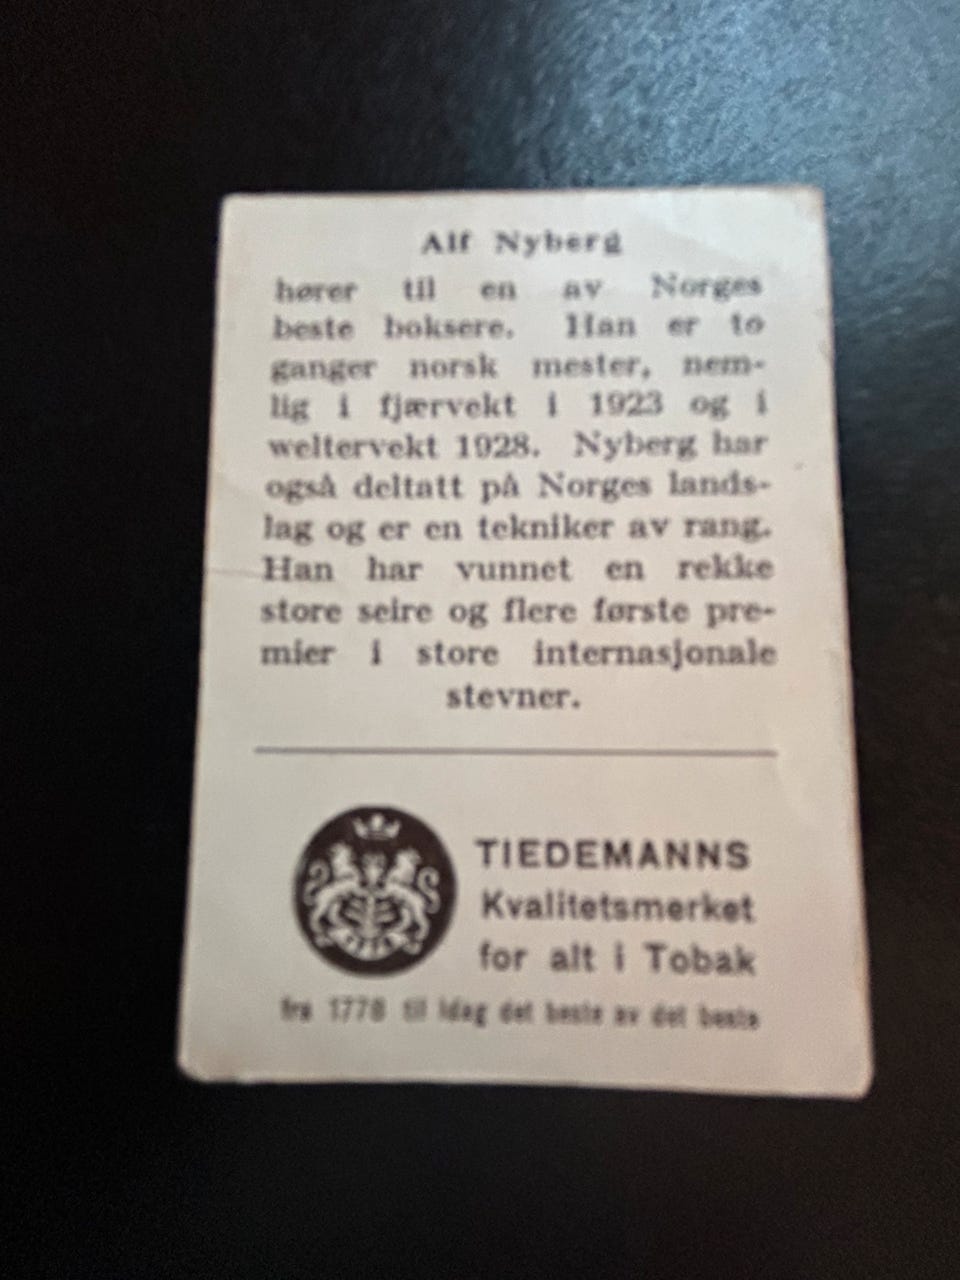 Alf Nyberg
hører til en av Norges
beste boksere. Han er to
ganger norsk mester, nem-
lig i fjærvekt i 1923 og i
weltervekt 1928. Nyberg har
også deltatt på Norges lands-
lag og er en tekniker av rang.
Han har vunnet en rekke
store seire og flere første pre-
mier i store internasjonale
stevner.
1778
TIEDEMANNS
Kvalitetsmerket
for alt i Tobak
fra 1778 til idag det beste av det beste